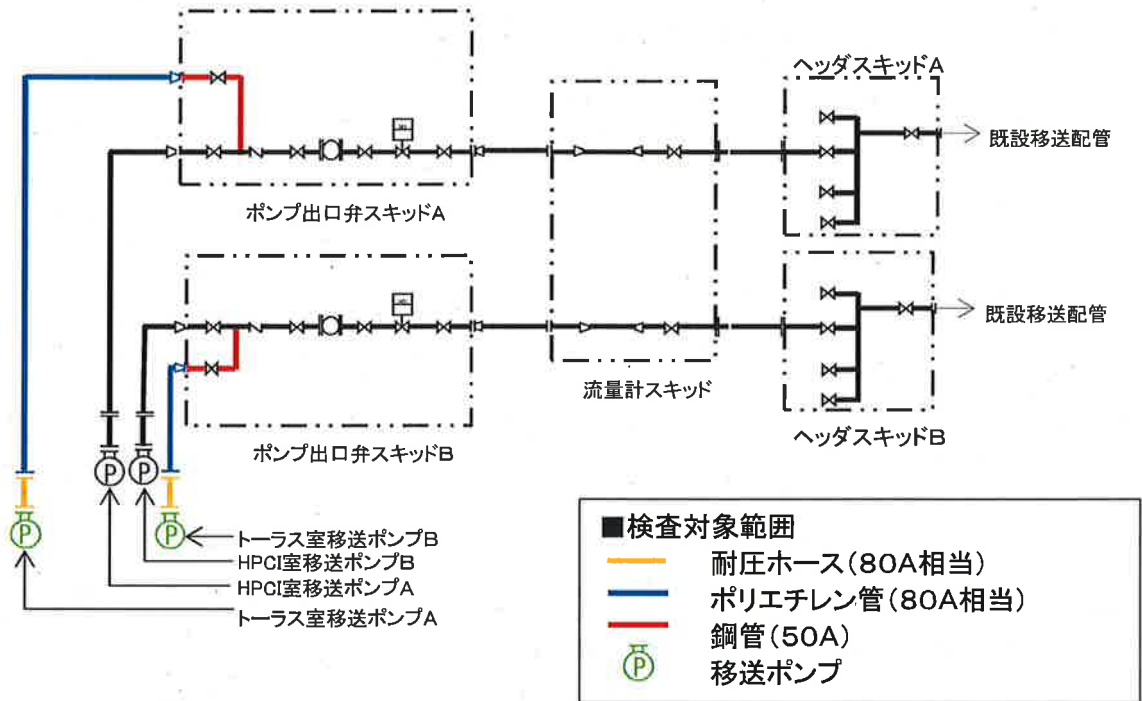 ヘッダスキッドA
既設移送配管
ポンプ出口弁スキッドA
既設移送配管
流量計スキッド
ヘッダスキッドB
ポンプ出口弁スキッドB
P
P
P
P
トーラス室移送ポンプB
HPCI室移送ポンプB
HPCI室移送ポンプA
トーラス室移送ポンプA
■検査対象範囲
耐圧ホース(80A相当)
ポリエチレン管(80A相当)
鋼管(50A)
P 移送ポンプ